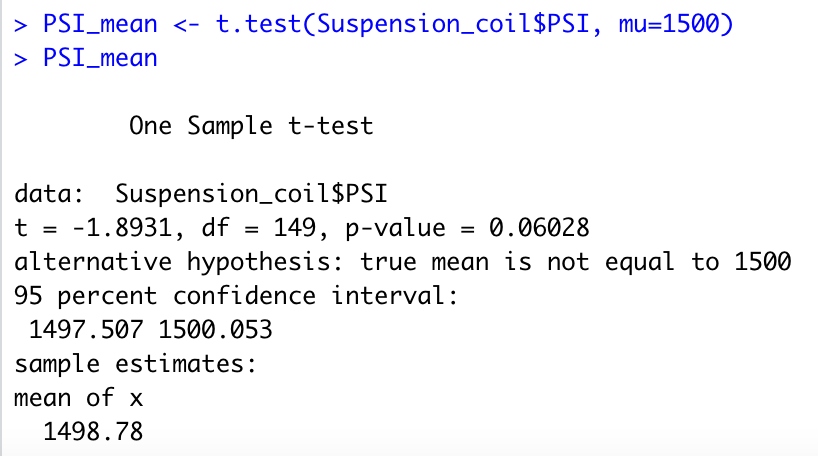 > PSI_mean <- t.test(Suspension_coil$PSI, mu=1500)
> PSI_mean
One Sample t-test
data:  Suspension_coil$PSI
t = -1.8931, df = 149, p-value = 0.06028
alternative hypothesis: true mean is not equal to 1500
95 percent confidence interval:
1497.507 1500.053
sample estimates:
mean of x
1498.78